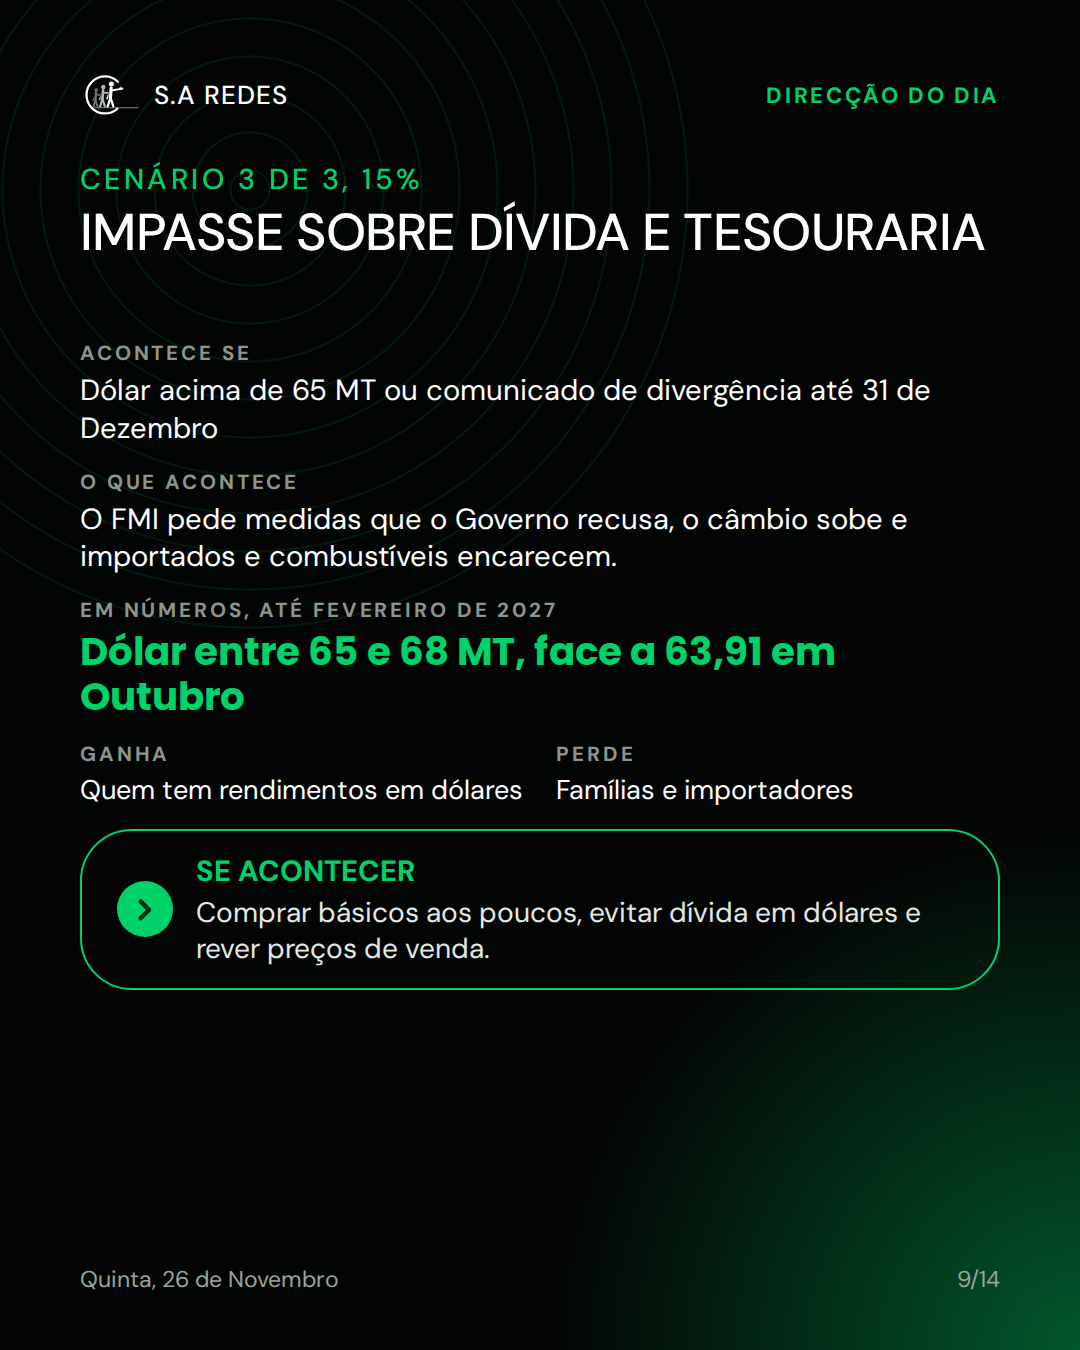 S.A REDES
DIRECÇÃO DO DIA
CENÁRIO 3 DE 3, 15%
IMPASSE SOBRE DÍVIDA E TESOURARIA
ACONTECE SE
Dólar acima de 65 MT ou comunicado de divergência até 31 de
Dezembro
O QUE ACONTECE
O FMI pede medidas que o Governo recusa, o câmbio sobe e
importados e combustíveis encarecem.
EM NÚMEROS, ATÉ FEVEREIRO DE 2027
Dólar entre 65 e 68 MT, face a 63,91 em
Outubro
GANHA
Quem tem rendimentos em dólares
PERDE
Famílias e importadores
SE ACONTECER
Comprar básicos aos poucos, evitar dívida em dólares e
rever preços de venda.
Quinta, 26 de Novembro
9/14